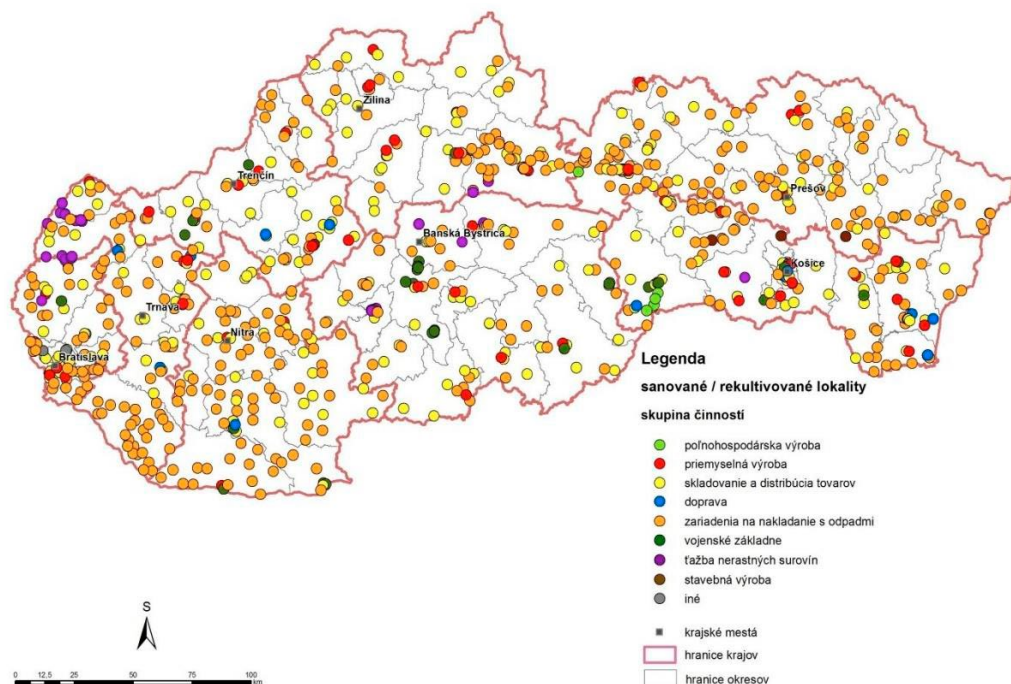 Žilina
Trenčín
Prešov
Banská Bystrica
Košice
Trnava
Nitra
Bratislava
Legenda
sanované / rekultivované lokality
skupina činností
poľnohospodárska výroba
priemyselná výroba
skladovanie a distribúcia tovarov
doprava
zariadenia na nakladanie s odpadmi
vojenské základne
ťažba nerastných surovín
stavebná výroba
iné
krajské mestá
hranice krajov
hranice okresov
S
0 12,5 25 50 75 100
km